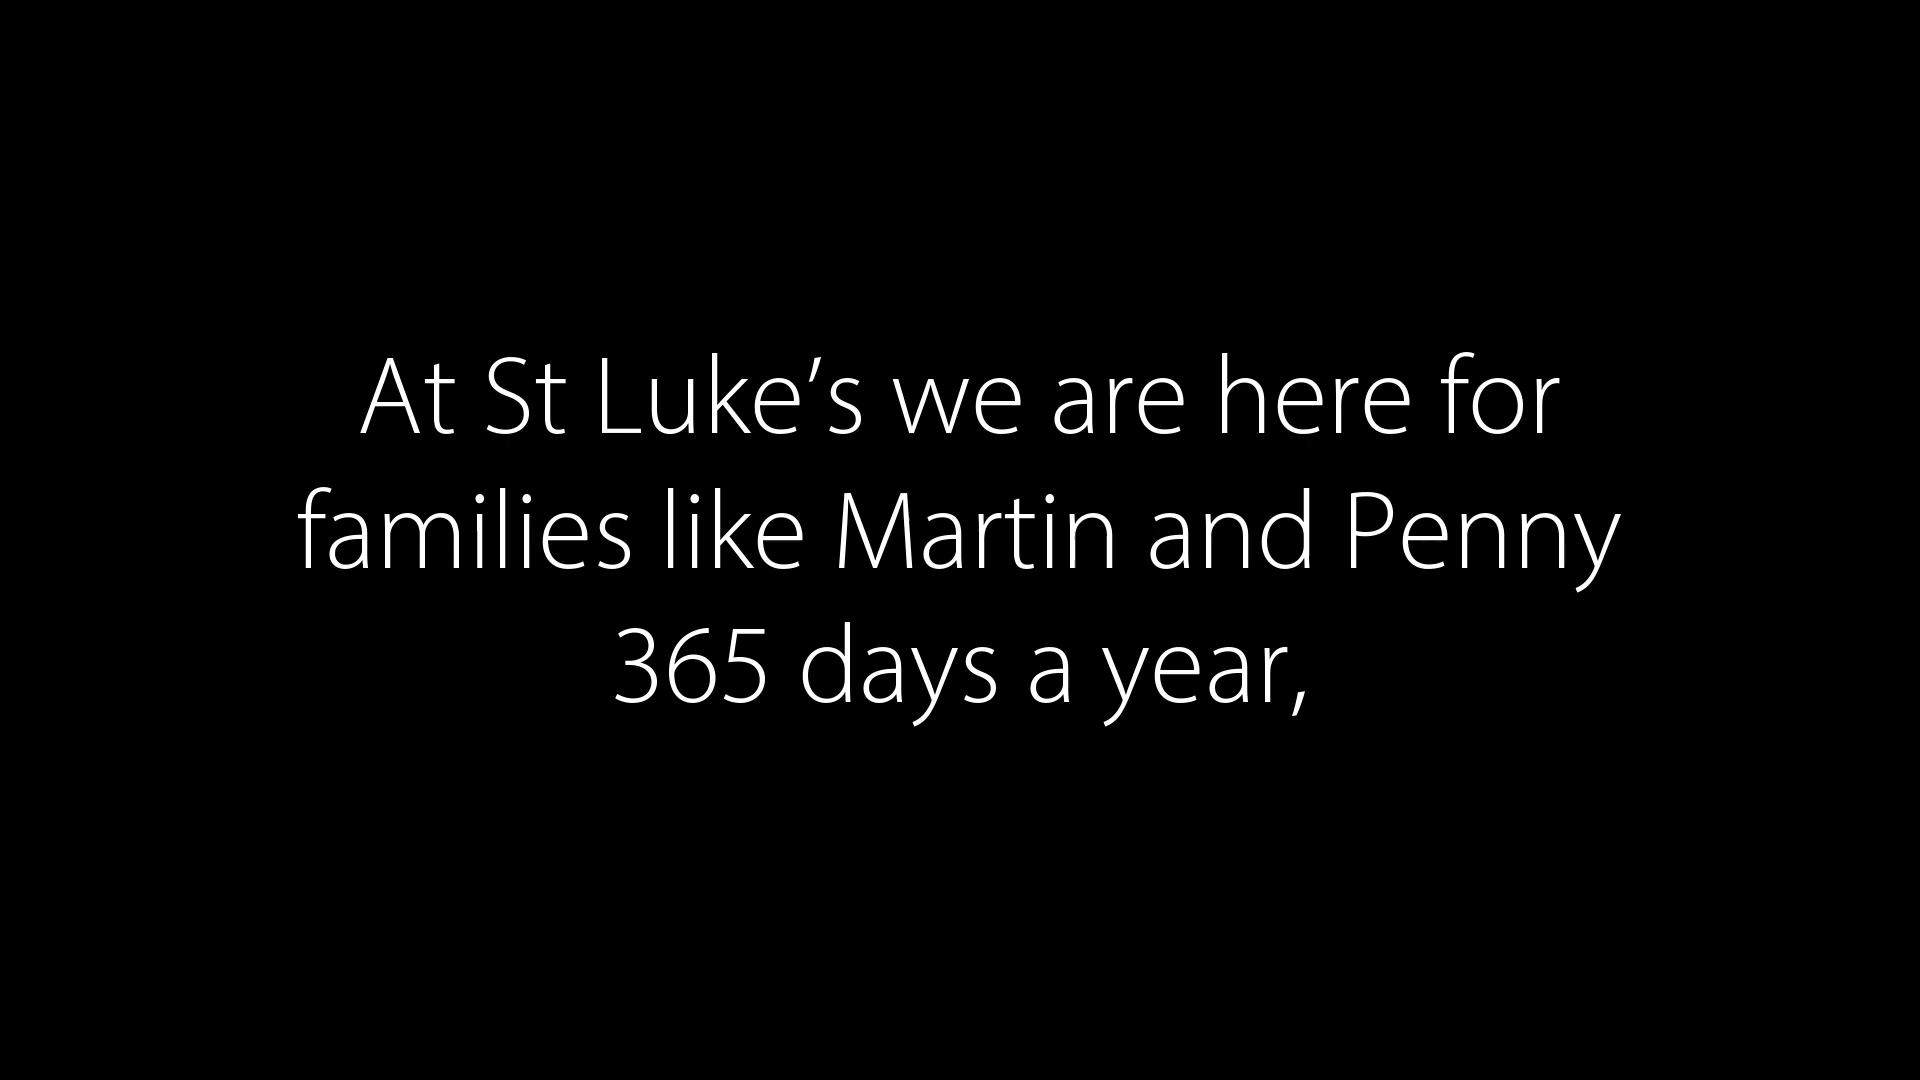 At St Luke’s we are here for
families like Martin and Penny
365 days a year,